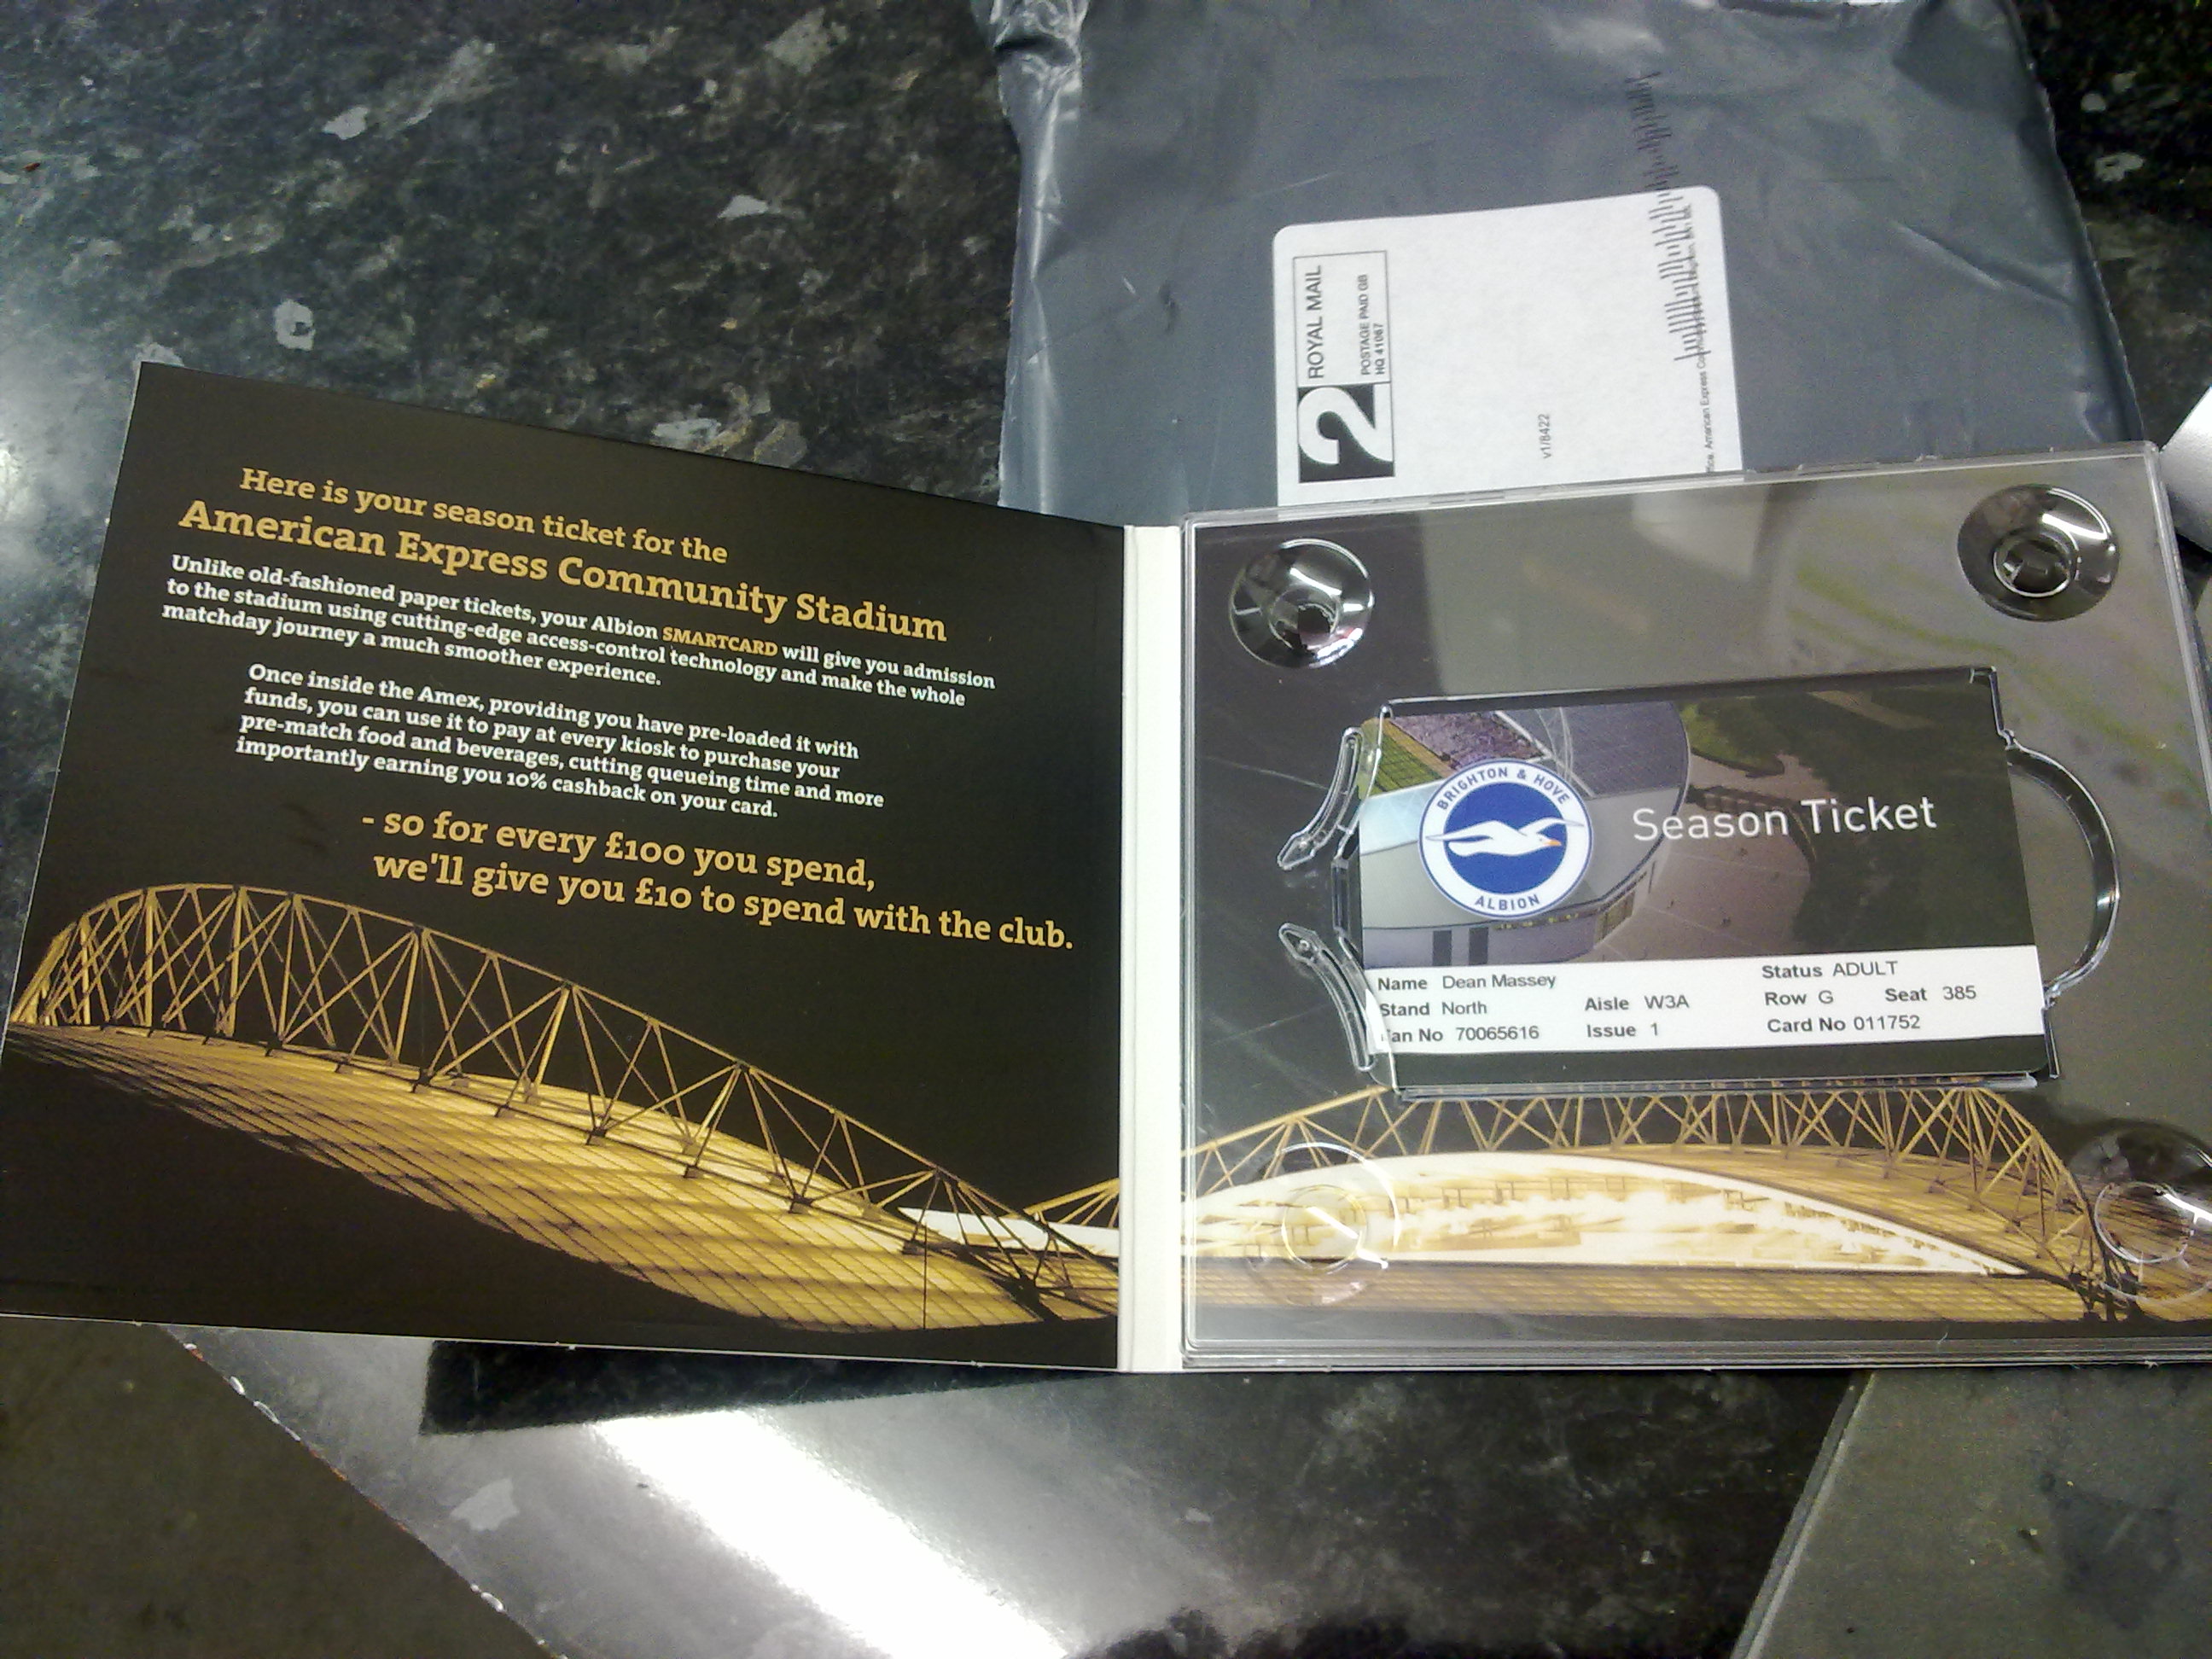 Here is your season ticket for the
American Express Community Stadium
Unlike old-fashioned paper tickets, your Albion SMARTCARD will give you admission
to the stadium using cutting-edge access-control technology and make the whole
matchday journey a much smoother experience.
Once inside the Amex, providing you have pre-loaded it with
funds, you can use it to pay at every kiosk to purchase your
pre-match food and beverages, cutting queueing time and more
importantly earning you 10% cashback on your card.
- so for every £100 you spend,
we'll give you £10 to spend with the club.
2
ROYAL MAIL
POSTAGE PAID GB
HQ 41067
v1/8422
American Express
BRIGHTON & HOVE
ALBION
Season Ticket
Name Dean Massey Status ADULT
Stand North Aisle W3A Row G Seat 385
Fan No 70065616 Issue 1 Card No 011752